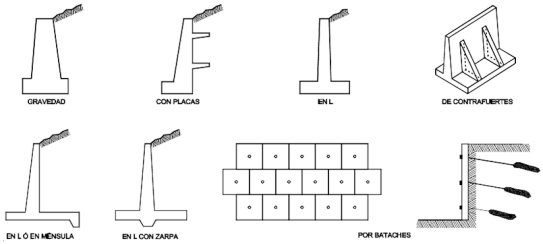 GRAVEDAD
CON PLACAS
EN L
DE CONTRAFUERTES
EN L Ó EN MÉNSULA
EN L CON ZARPA
POR BATACHES